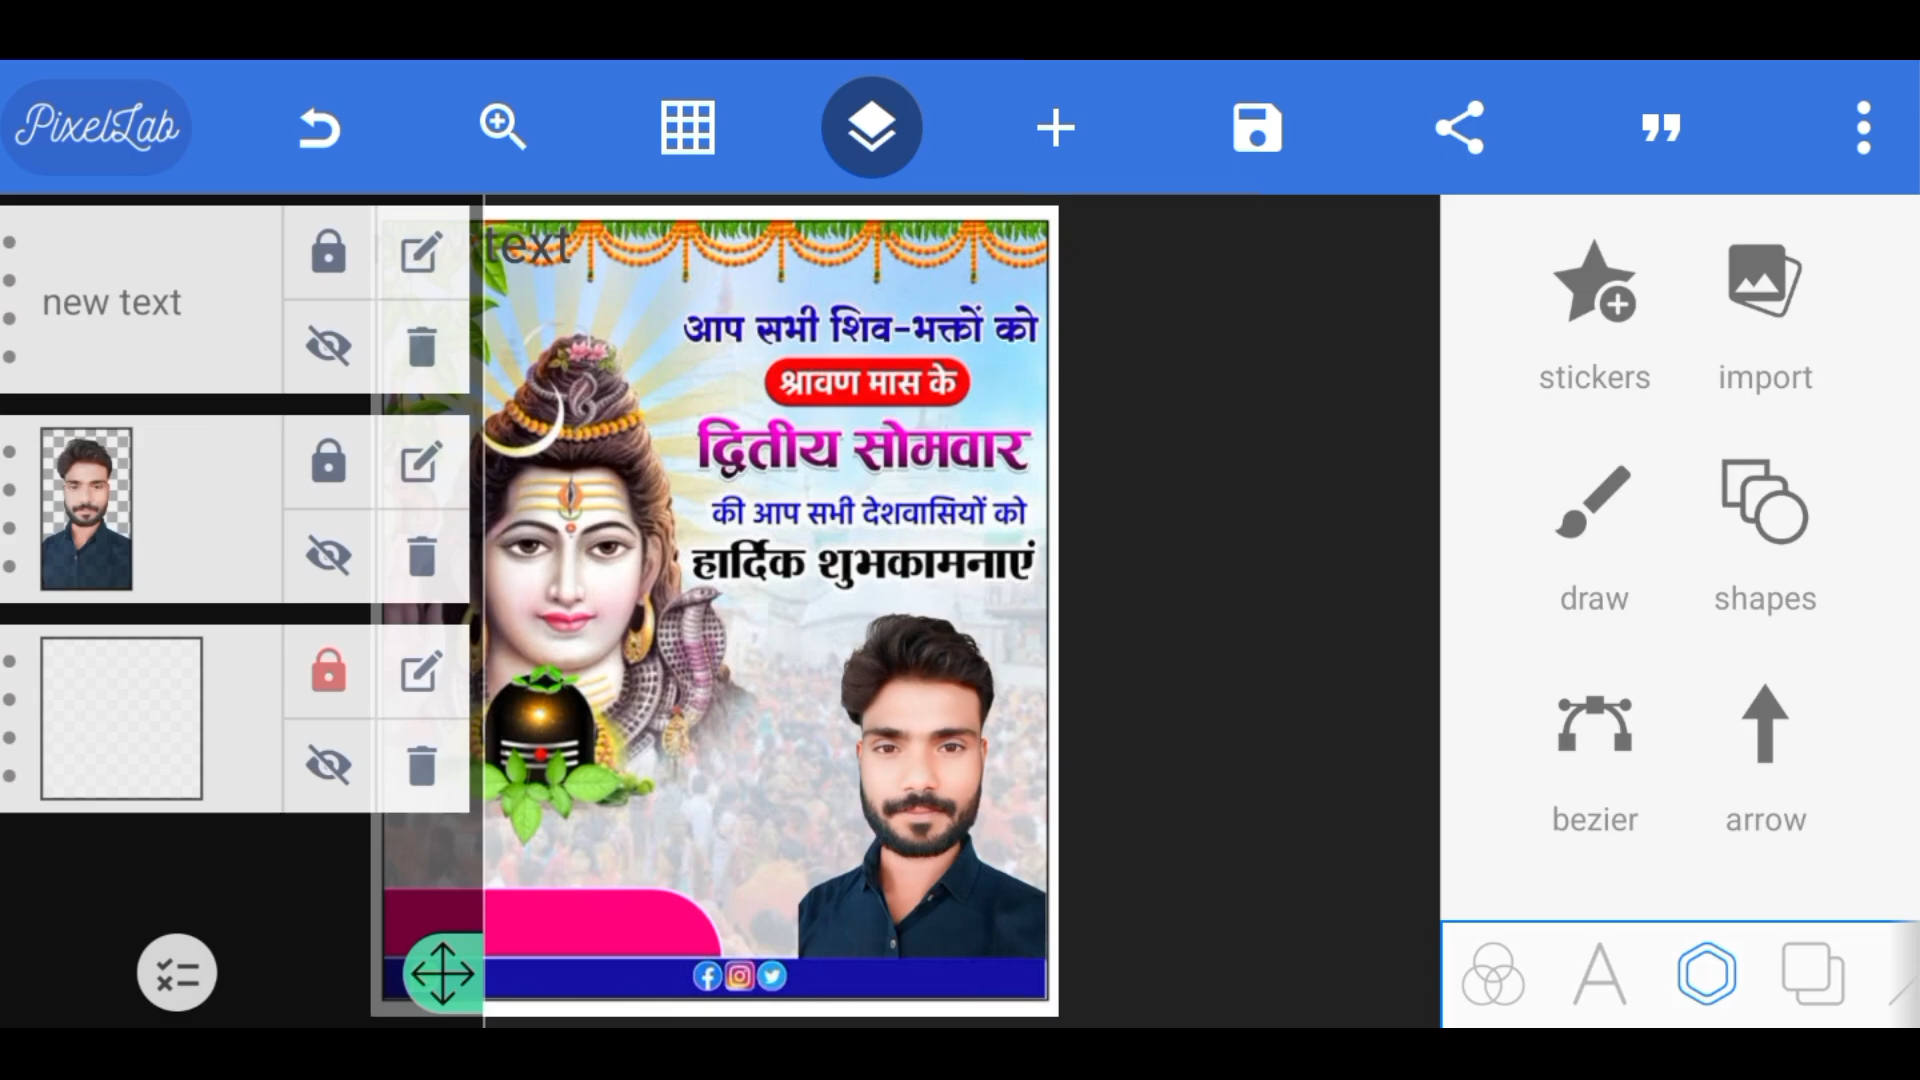 PixelLab
new text
text
आप सभी शिव-भक्तों को
श्रावण मास के
द्वितीय सोमवार
की आप सभी देशवासियों को
हार्दिक शुभकामनाएं
stickers
import
draw
shapes
bezier
arrow